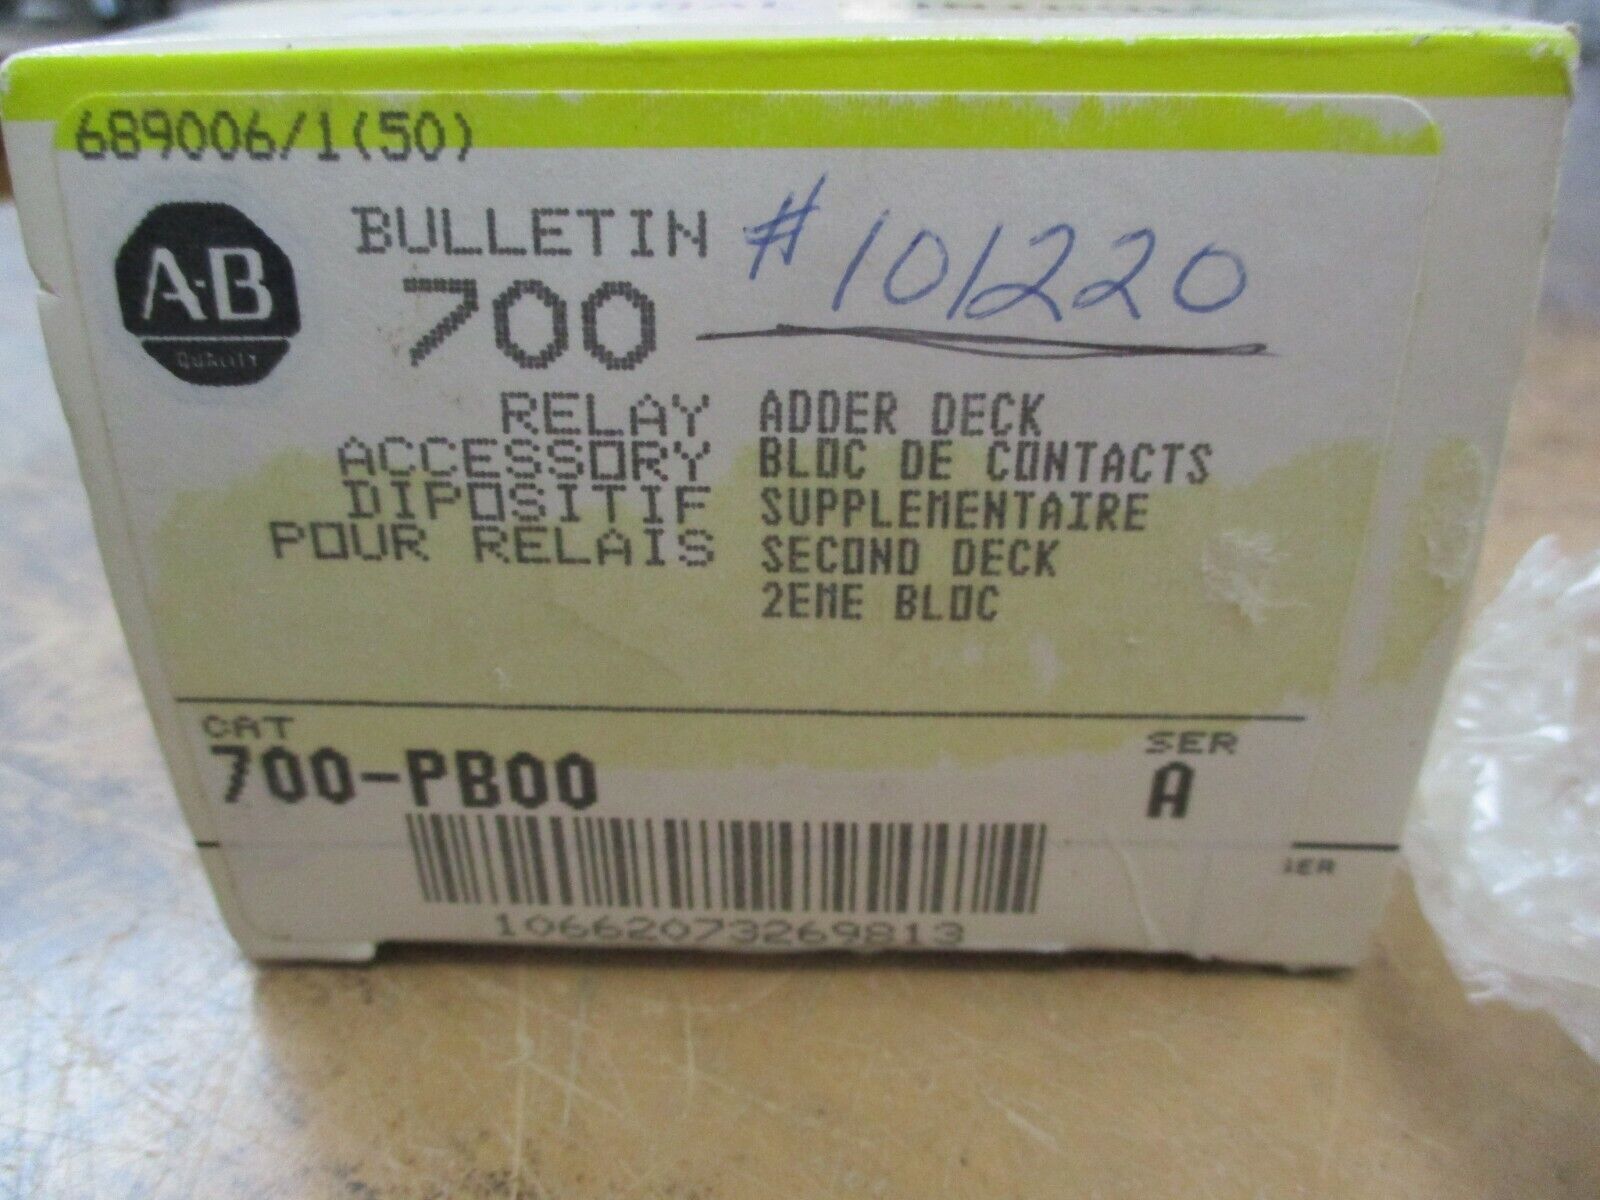 689006/1(50)
A-B
QUALITY
BULLETIN
700
#101220
RELAY
ACCESSORY
DIPOSITIF
POUR RELAIS
ADDER DECK
BLOC DE CONTACTS
SUPPLEMENTAIRE
SECOND DECK
2EME BLOC
CAT
700-PB00
SER
A
10662073269813